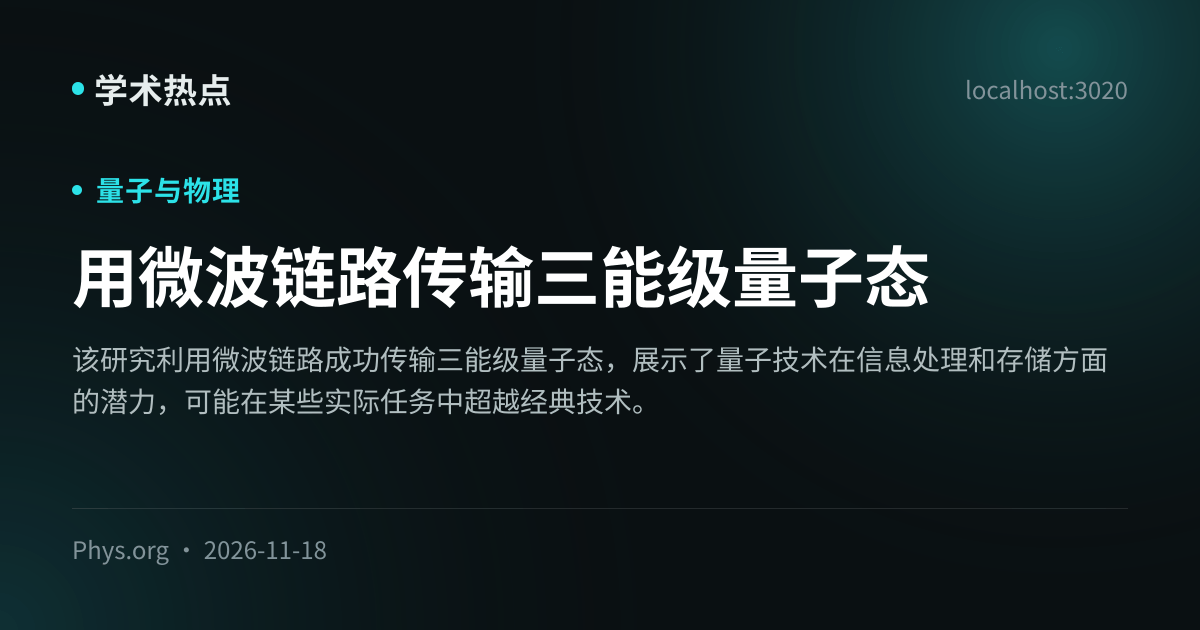 学术热点
localhost:3020
量子与物理
用微波链路传输三能级量子态
该研究利用微波链路成功传输三能级量子态，展示了量子技术在信息处理和存储方面
的潜力，可能在某些实际任务中超越经典技术。
Phys.org · 2026-11-18